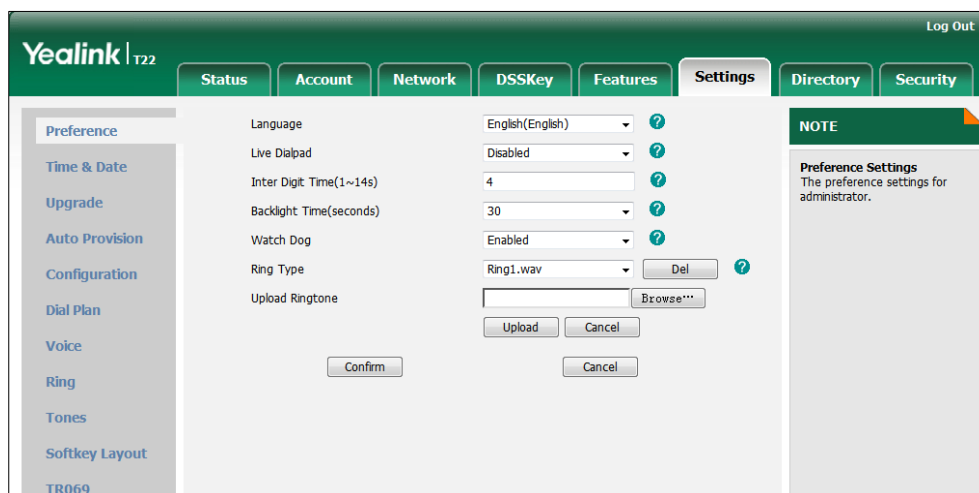 Log Out
Yealink T22
Status Account Network DSSKey Features Settings Directory Security
Preference
Time & Date
Upgrade
Auto Provision
Configuration
Dial Plan
Voice
Ring
Tones
Softkey Layout
TR069
Language English(English) ?
Live Dialpad Disabled ?
Inter Digit Time(1~14s) 4 ?
Backlight Time(seconds) 30 ?
Watch Dog Enabled ?
Ring Type Ring1.wav Del ?
Upload Ringtone Browse...
Upload Cancel
Confirm Cancel
NOTE
Preference Settings
The preference settings for
administrator.